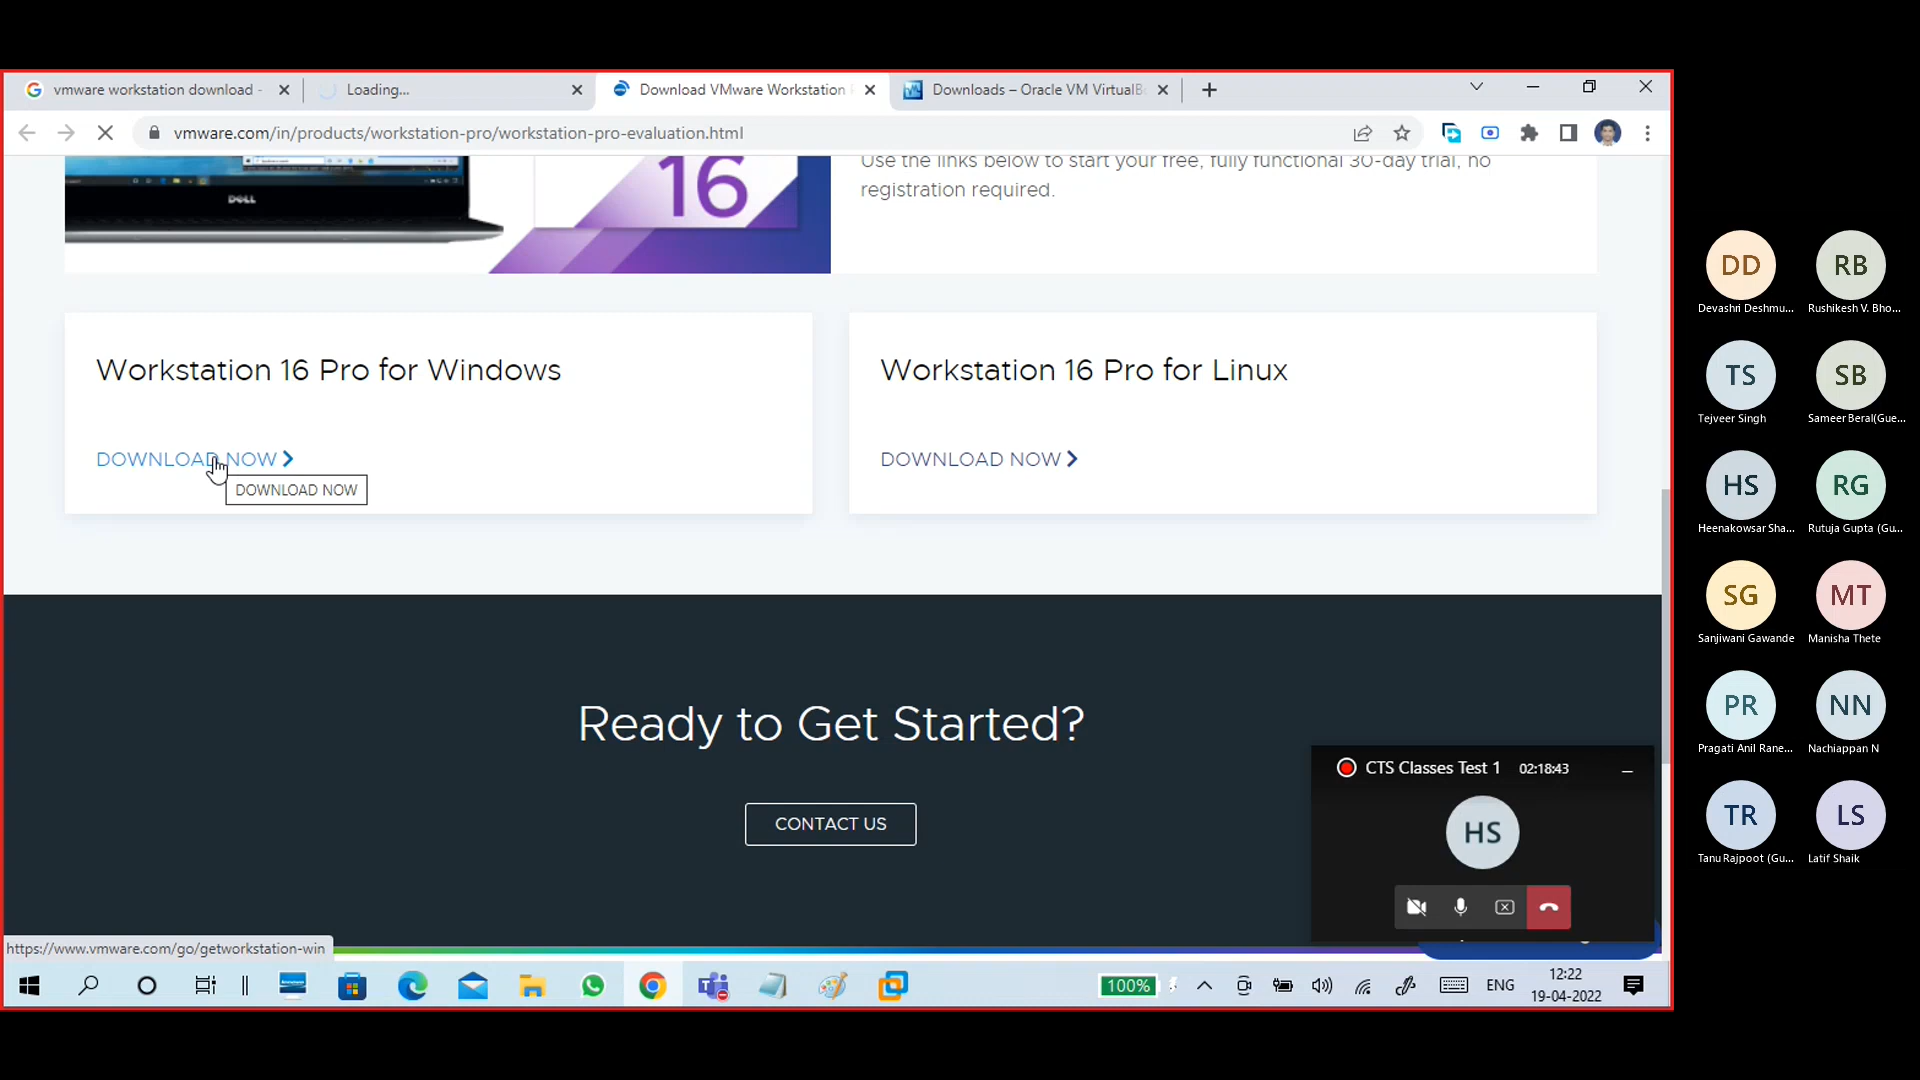 vmware workstation download -
Loading...
Download VMware Workstation
Downloads – Oracle VM VirtualB
vmware.com/in/products/workstation-pro/workstation-pro-evaluation.html
DELL
16
Use the links below to start your free, fully functional 30-day trial, no
registration required.
Workstation 16 Pro for Windows
DOWNLOAD NOW
DOWNLOAD NOW
Workstation 16 Pro for Linux
DOWNLOAD NOW
Ready to Get Started?
CONTACT US
CTS Classes Test 1 02:18:43
HS
https://www.vmware.com/go/getworkstation-win
100%
ENG
12:22
19-04-2022
DD
Devashri Deshmu...
RB
Rushikesh V. Bho...
TS
Tejveer Singh
SB
Sameer Beral(Gue...
HS
Heenakowsar Sha...
RG
Rutuja Gupta (Gu...
SG
Sanjiwani Gawande
MT
Manisha Thete
PR
Pragati Anil Rane...
NN
Nachiappan N
TR
Tanu Rajpoot (Gu...
LS
Latif Shaik